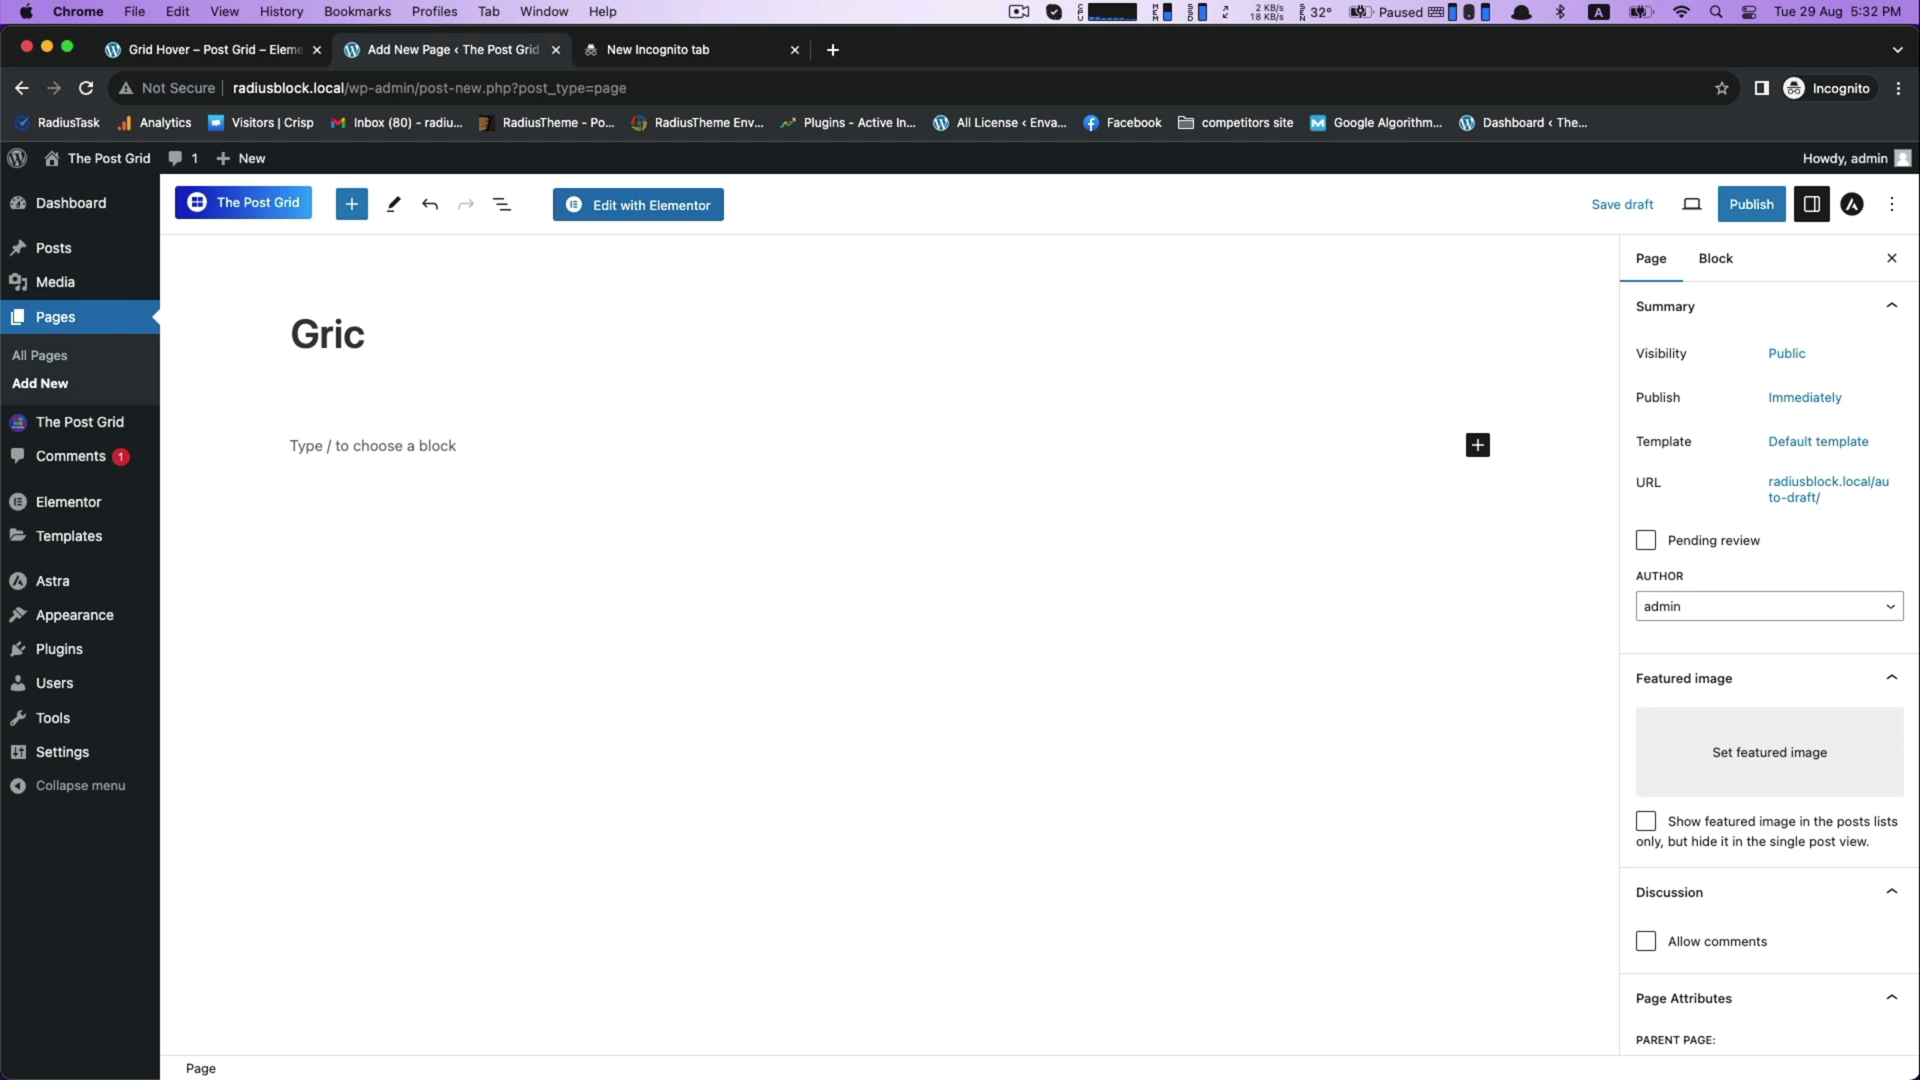 Chrome File Edit View History Bookmarks Profiles Tab Window Help 2 KB/s 18 KB/s 32° Paused A Tue 29 Aug 5:32 PM
Grid Hover – Post Grid – Eleme Add New Page ‹ The Post Grid New Incognito tab
Not Secure radiusblock.local/wp-admin/post-new.php?post_type=page Incognito
RadiusTask Analytics Visitors | Crisp Inbox (80) - radiu... RadiusTheme - Po... RadiusTheme Env... Plugins - Active In... All License ‹ Enva... Facebook competitors site Google Algorithm... Dashboard ‹ The...
The Post Grid 1 New Howdy, admin
Dashboard
Posts
Media
Pages
All Pages
Add New
The Post Grid
Comments 1
Elementor
Templates
Astra
Appearance
Plugins
Users
Tools
Settings
Collapse menu
The Post Grid Edit with Elementor Save draft Publish
Gric
Type / to choose a block
Page
Page Block
Summary
Visibility Public
Publish Immediately
Template Default template
URL radiusblock.local/au
to-draft/
Pending review
AUTHOR
admin
Featured image
Set featured image
Show featured image in the posts lists
only, but hide it in the single post view.
Discussion
Allow comments
Page Attributes
PARENT PAGE: